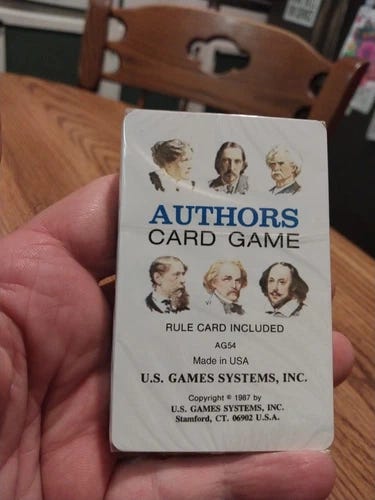 AUTHORS
CARD GAME
RULE CARD INCLUDED
AG54
Made in USA
U.S. GAMES SYSTEMS, INC.
Copyright © 1987 by
U.S. GAMES SYSTEMS, INC.
Stamford, CT. 06902 U.S.A.